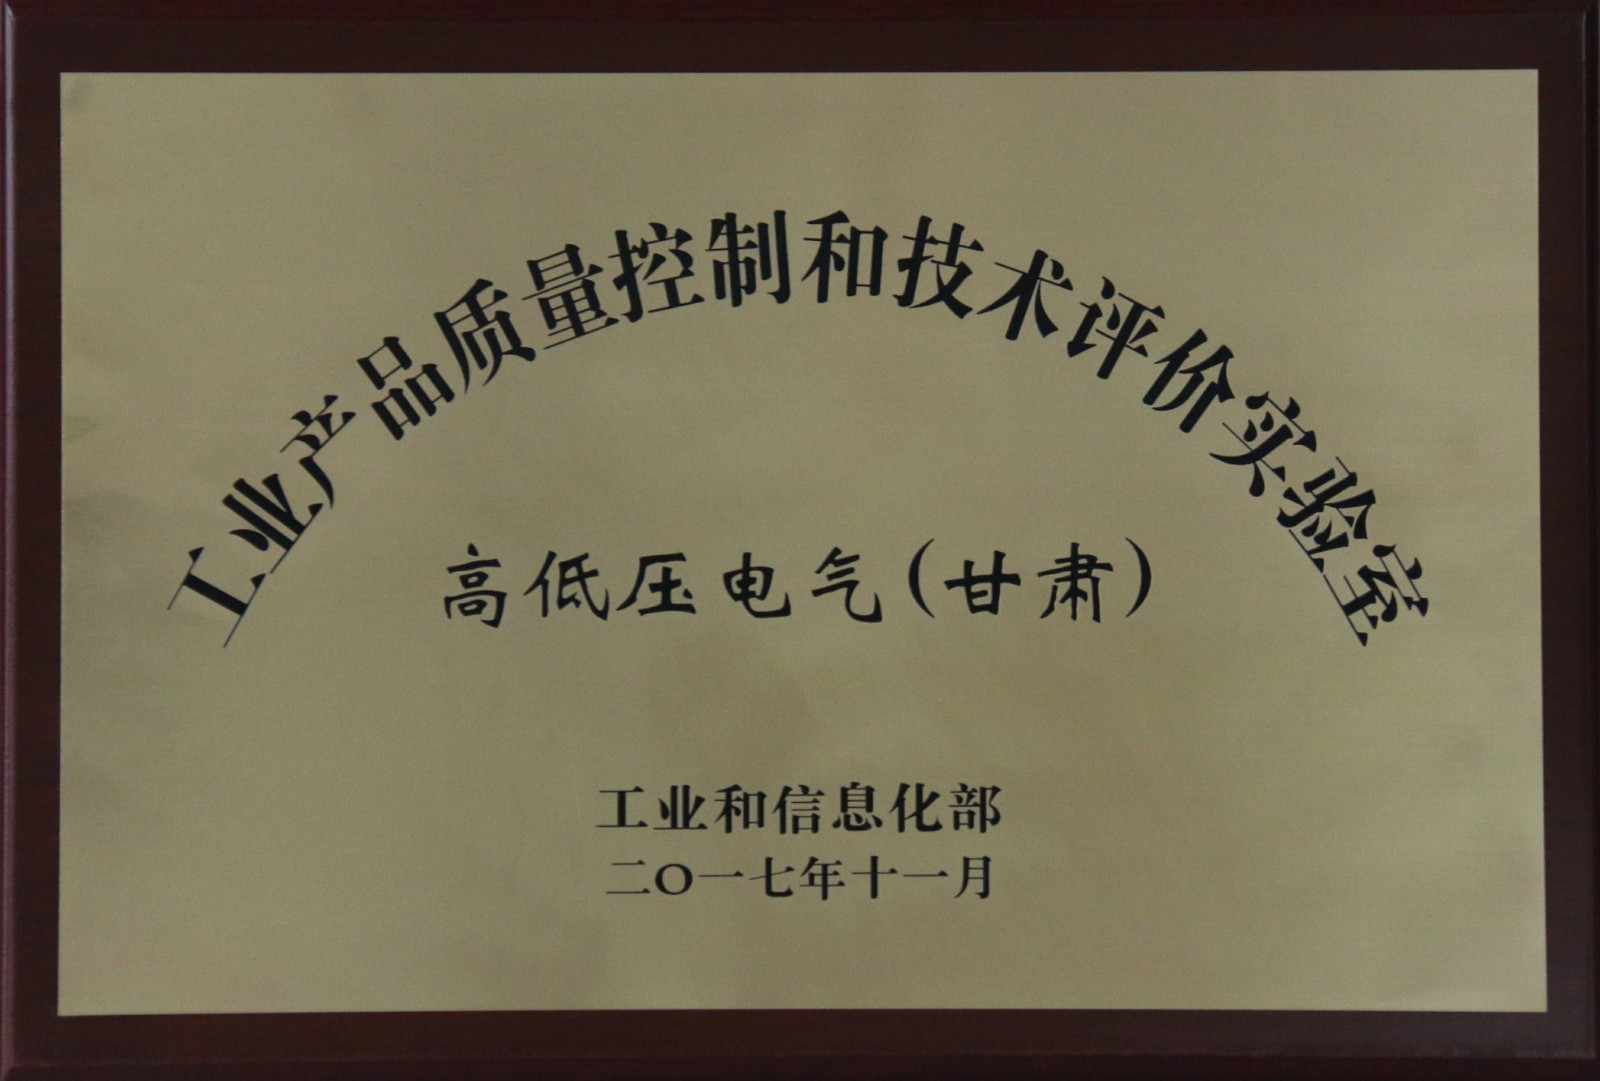 工业产品质量控制和技术评价实验室
高低压电气(甘肃)
工业和信息化部
二〇一七年十一月